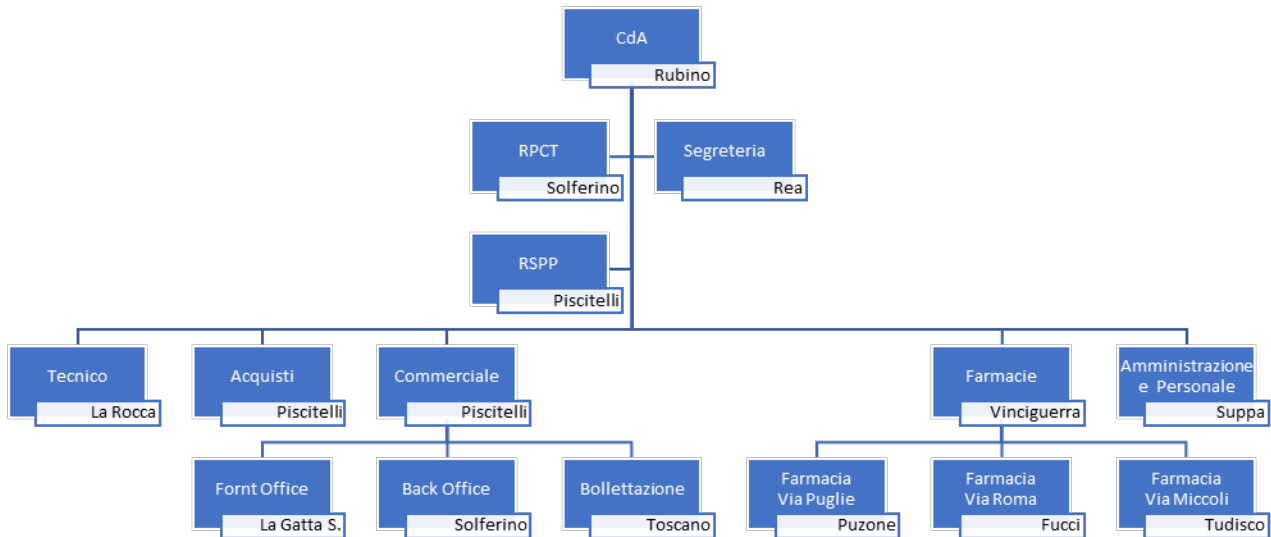 CdA
Rubino
RPCT
Solferino
Segreteria
Rea
RSPP
Piscitelli
Tecnico
La Rocca
Acquisti
Piscitelli
Commerciale
Piscitelli
Farmacie
Vinciguerra
Amministrazione
e Personale
Suppa
Fornt Office
La Gatta S.
Back Office
Solferino
Bollettazione
Toscano
Farmacia
Via Puglie
Puzone
Farmacia
Via Roma
Fucci
Farmacia
Via Miccoli
Tudisco